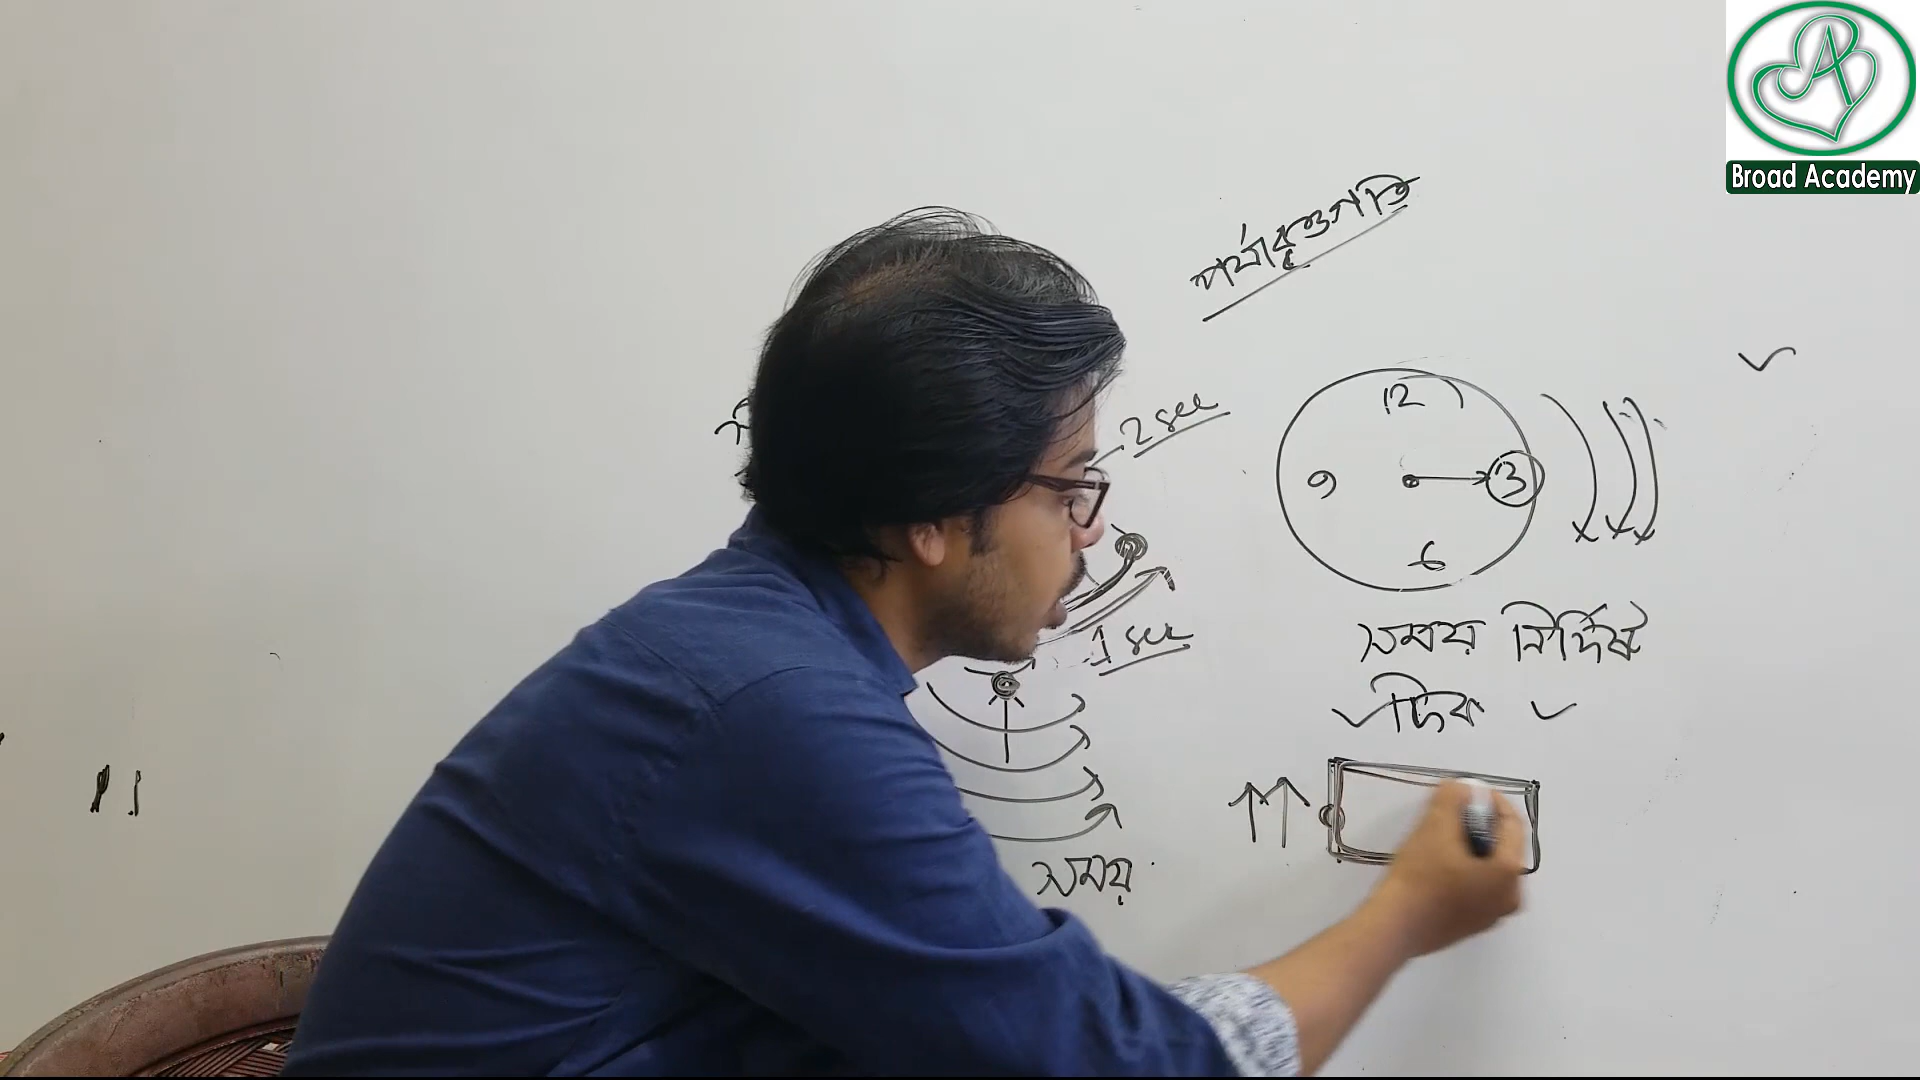 Broad Academy
পর্যাবৃত্ত গতি
2 sec
12
9
3
6
1 sec
সময় নির্দিষ্ট
দিক
সময়